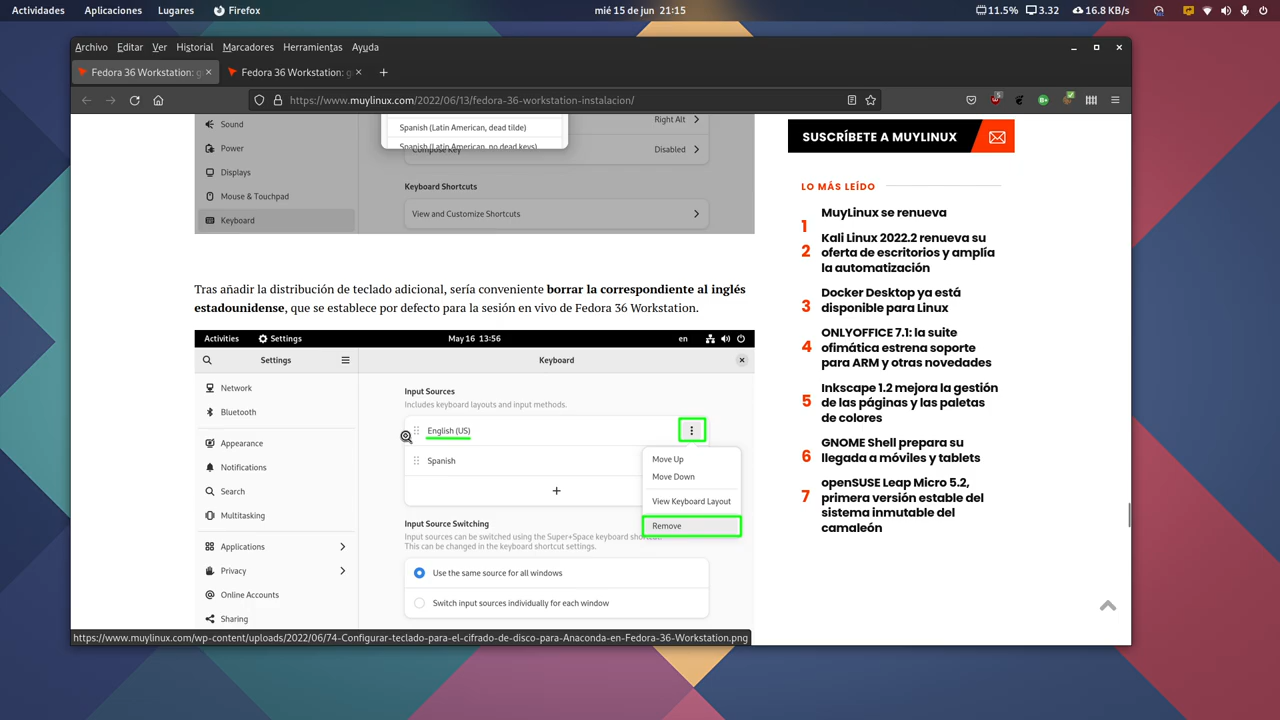 Actividades Aplicaciones Lugares Firefox mié 15 de jun 21:15 11.5% 3.32 16.8 KB/s
Archivo Editar Ver Historial Marcadores Herramientas Ayuda
Fedora 36 Workstation: g Fedora 36 Workstation: g
https://www.muylinux.com/2022/06/13/fedora-36-workstation-instalacion/
5
Sound
Power
Displays
Mouse & Touchpad
Keyboard
Spanish (Latin American, dead tilde)
Spanish (Latin American, no dead keys)
Right Alt
Compose Key Disabled
Keyboard Shortcuts
View and Customize Shortcuts
Tras añadir la distribución de teclado adicional, sería conveniente borrar la correspondiente al inglés
estadounidense, que se establece por defecto para la sesión en vivo de Fedora 36 Workstation.
Activities Settings May 16 13:56 en
Settings Keyboard
Network
Bluetooth
Appearance
Notifications
Search
Multitasking
Applications
Privacy
Online Accounts
Sharing
Input Sources
Includes keyboard layouts and input methods.
English (US)
Spanish
Move Up
Move Down
View Keyboard Layout
Remove
Input Source Switching
Input sources can be switched using the Super+Space keyboard
This can be changed in the keyboard shortcut settings.
Use the same source for all windows
Switch input sources individually for each window
SUSCRÍBETE A MUYLINUX
LO MÁS LEÍDO
1 MuyLinux se renueva
2 Kali Linux 2022.2 renueva su
oferta de escritorios y amplía
la automatización
3 Docker Desktop ya está
disponible para Linux
4 ONLYOFFICE 7.1: la suite
ofimática estrena soporte
para ARM y otras novedades
5 Inkscape 1.2 mejora la gestión
de las páginas y las paletas
de colores
6 GNOME Shell prepara su
llegada a móviles y tablets
7 openSUSE Leap Micro 5.2,
primera versión estable del
sistema inmutable del
camaleón
https://www.muylinux.com/wp-content/uploads/2022/06/74-Configurar-teclado-para-el-cifrado-de-disco-para-Anaconda-en-Fedora-36-Workstation.png